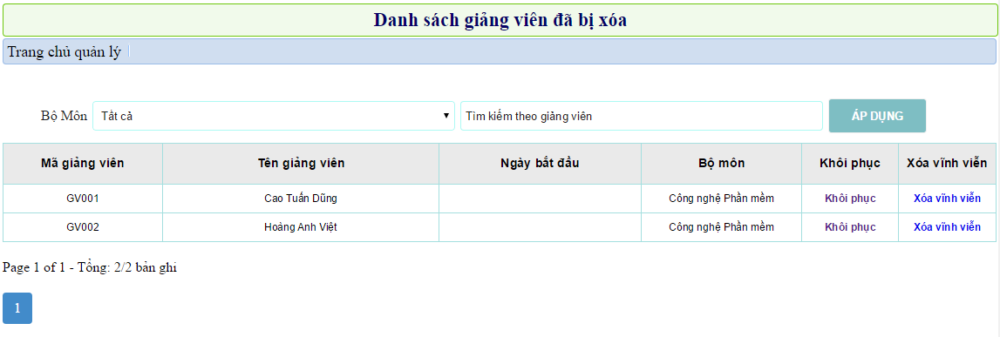 Danh sách giảng viên đã bị xóa
Trang chủ quản lý
Bộ Môn Tất cả Tìm kiếm theo giảng viên ÁP DỤNG
Mã giảng viên Tên giảng viên Ngày bắt đầu Bộ môn Khôi phục Xóa vĩnh viễn
GV001 Cao Tuấn Dũng Công nghệ Phần mềm Khôi phục Xóa vĩnh viễn
GV002 Hoàng Anh Việt Công nghệ Phần mềm Khôi phục Xóa vĩnh viễn
Page 1 of 1 - Tổng: 2/2 bản ghi
1